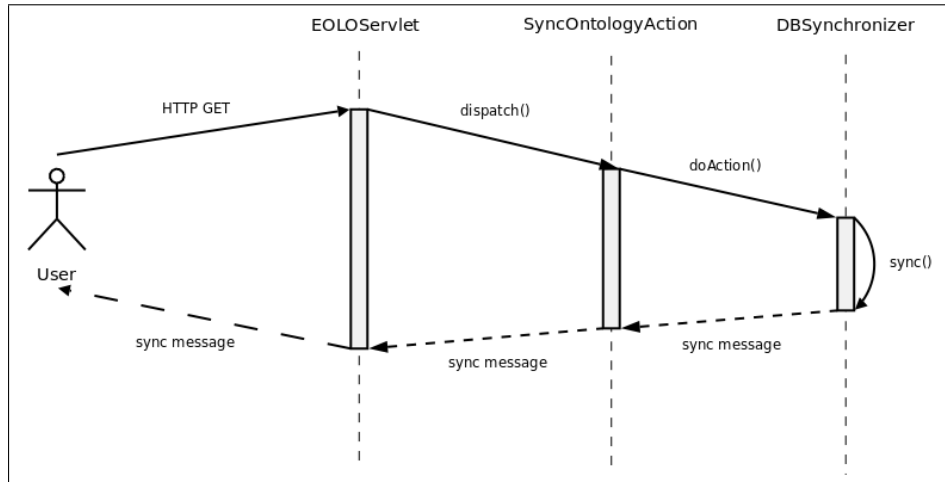 EOLOServlet
SyncOntologyAction
DBSynchronizer
HTTP GET
dispatch()
doAction()
sync()
User
sync message
sync message
sync message